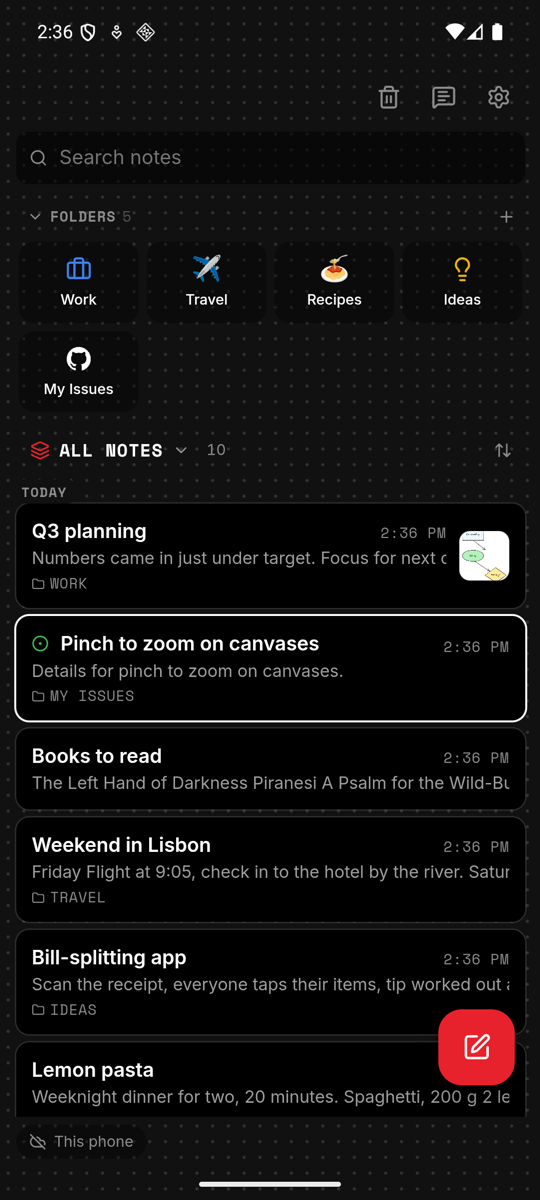 2:36
Search notes
FOLDERS 5
Work
Travel
Recipes
Ideas
My Issues
ALL NOTES 10
TODAY
Q3 planning 2:36 PM
Numbers came in just under target. Focus for next
WORK
Pinch to zoom on canvases 2:36 PM
Details for pinch to zoom on canvases.
MY ISSUES
Books to read 2:36 PM
The Left Hand of Darkness Piranesi A Psalm for the Wild-Bu
Weekend in Lisbon 2:36 PM
Friday Flight at 9:05, check in to the hotel by the river. Satur
TRAVEL
Bill-splitting app 2:36 PM
Scan the receipt, everyone taps their items, tip worked out
IDEAS
Lemon pasta
Weeknight dinner for two, 20 minutes. Spaghetti, 200 g 2 le
This phone